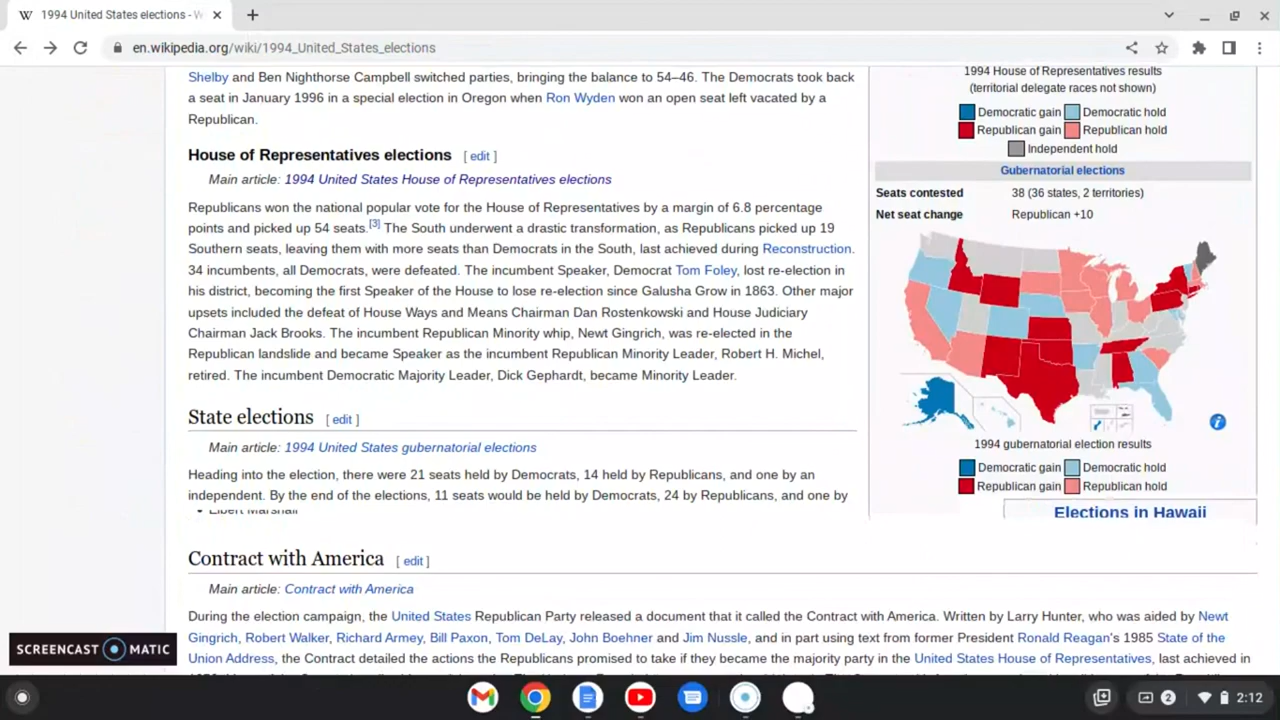 1994 United States elections - W
en.wikipedia.org/wiki/1994_United_States_elections
Shelby and Ben Nighthorse Campbell switched parties, bringing the balance to 54–46. The Democrats took back
a seat in January 1996 in a special election in Oregon when Ron Wyden won an open seat left vacated by a
Republican.
House of Representatives elections [ edit ]
Main article: 1994 United States House of Representatives elections
Republicans won the national popular vote for the House of Representatives by a margin of 6.8 percentage
points and picked up 54 seats.[3] The South underwent a drastic transformation, as Republicans picked up 19
Southern seats, leaving them with more seats than Democrats in the South, last achieved during Reconstruction.
34 incumbents, all Democrats, were defeated. The incumbent Speaker, Democrat Tom Foley, lost re-election in
his district, becoming the first Speaker of the House to lose re-election since Galusha Grow in 1863. Other major
upsets included the defeat of House Ways and Means Chairman Dan Rostenkowski and House Judiciary
Chairman Jack Brooks. The incumbent Republican Minority whip, Newt Gingrich, was re-elected in the
Republican landslide and became Speaker as the incumbent Republican Minority Leader, Robert H. Michel,
retired. The incumbent Democratic Majority Leader, Dick Gephardt, became Minority Leader.
State elections [ edit ]
Main article: 1994 United States gubernatorial elections
Heading into the election, there were 21 seats held by Democrats, 14 held by Republicans, and one by an
independent. By the end of the elections, 11 seats would be held by Democrats, 24 by Republicans, and one by
1994 House of Representatives results
(territorial delegate races not shown)
Democratic gain Democratic hold
Republican gain Republican hold
Independent hold
Gubernatorial elections
Seats contested 38 (36 states, 2 territories)
Net seat change Republican +10
1994 gubernatorial election results
Democratic gain Democratic hold
Republican gain Republican hold
• Elbert Marshall
Elections in Hawaii
Contract with America [ edit ]
Main article: Contract with America
During the election campaign, the United States Republican Party released a document that it called the Contract with America. Written by Larry Hunter, who was aided by Newt
Gingrich, Robert Walker, Richard Armey, Bill Paxon, Tom DeLay, John Boehner and Jim Nussle, and in part using text from former President Ronald Reagan's 1985 State of the
Union Address, the Contract detailed the actions the Republicans promised to take if they became the majority party in the United States House of Representatives, last achieved in
SCREENCAST MATIC
2
2:12